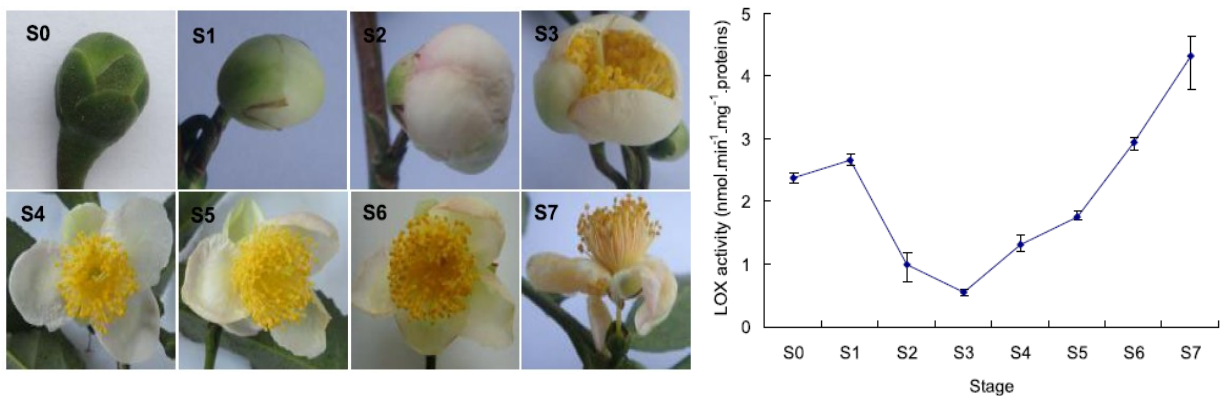 S0
S1
S2
S3
S4
S5
S6
S7
LOX activity (nmol.min⁻¹.mg⁻¹.proteins)
5
4
3
2
1
0
S0 S1 S2 S3 S4 S5 S6 S7
Stage